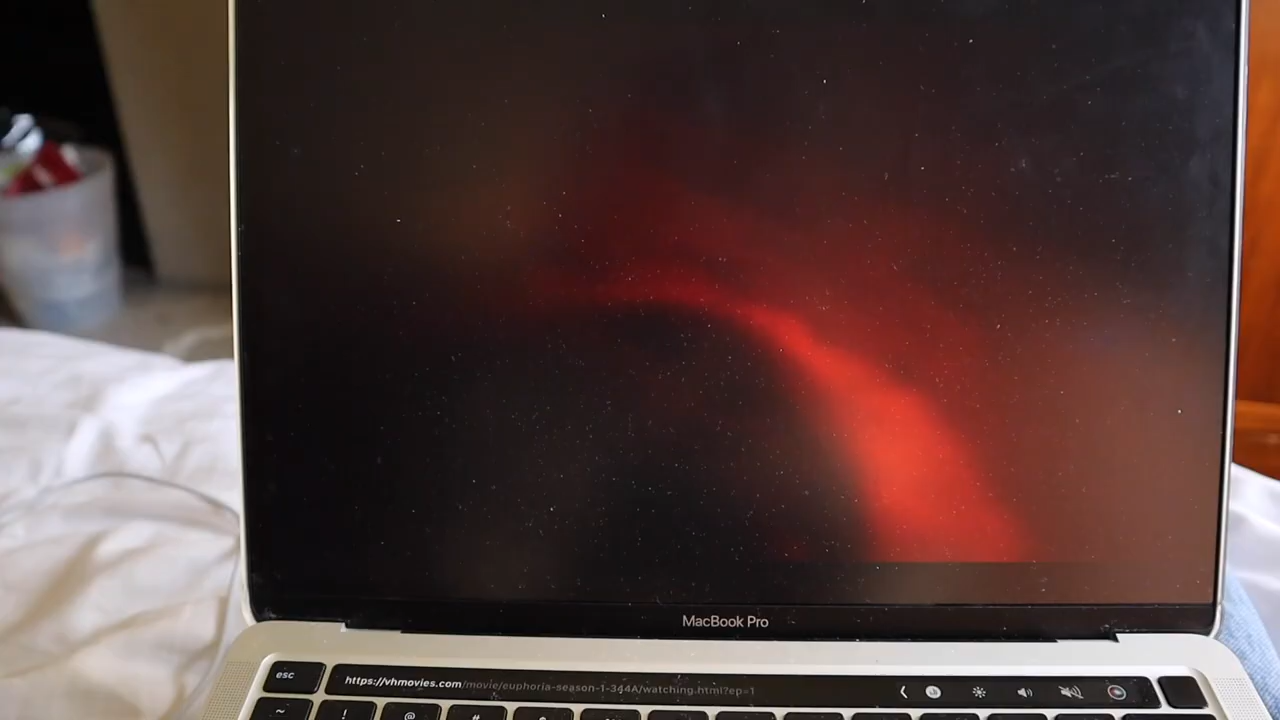 MacBook Pro
esc
https://vhmovies.com/movie/euphoria-season-1-344A/watching.html?ep=1
~ ! @ #